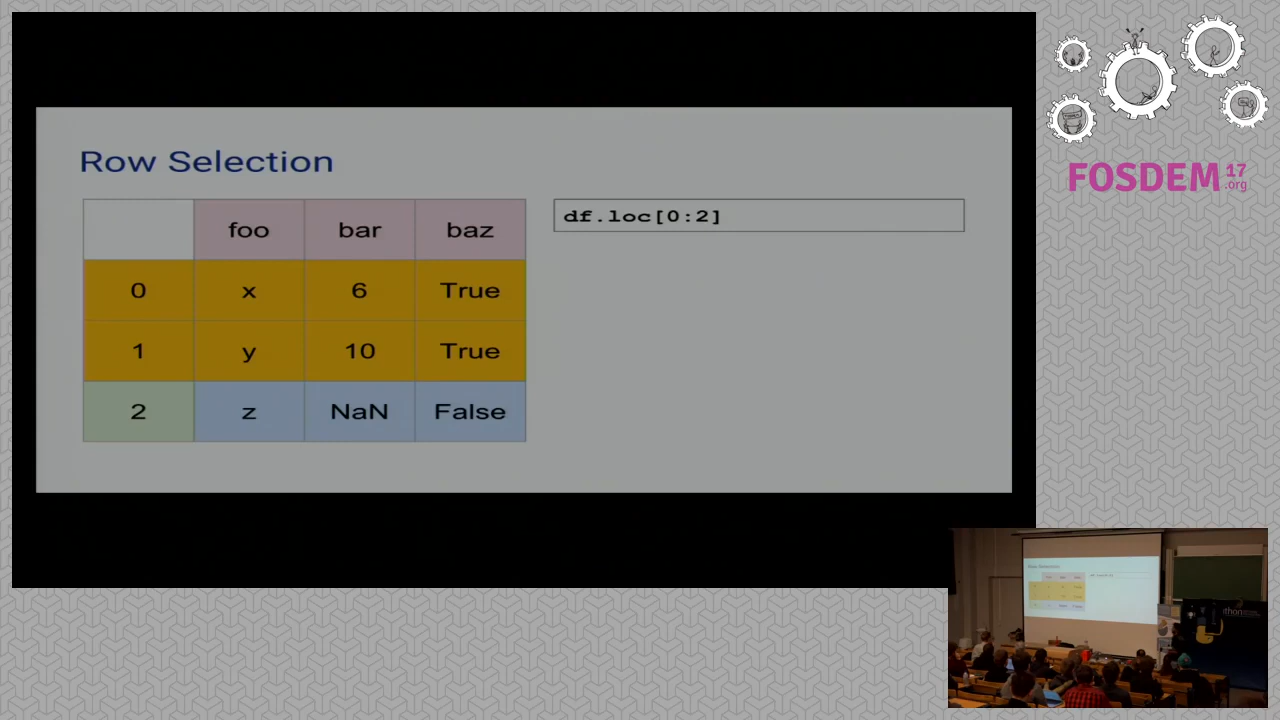 Row Selection
foo bar baz
0 x 6 True
1 y 10 True
2 z NaN False
df.loc[0:2]
FOSDEM 17 .org